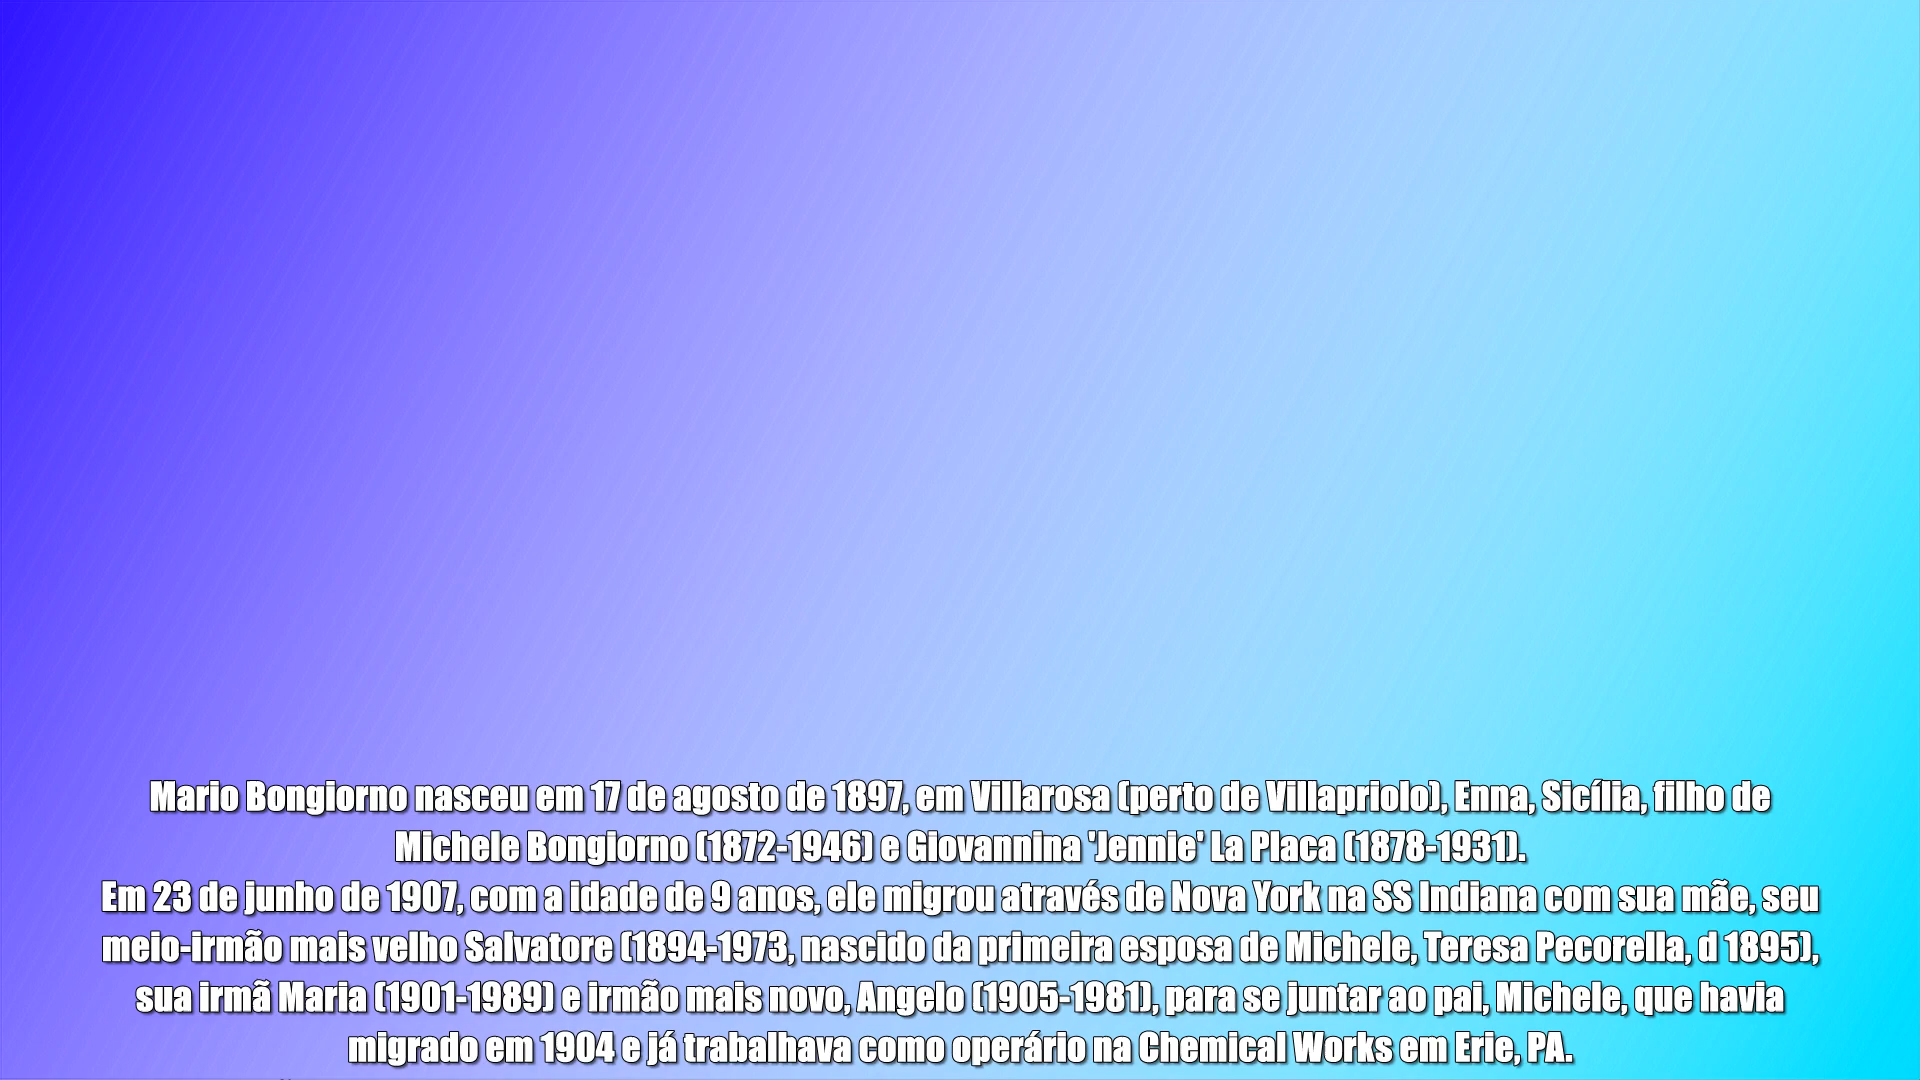 Mario Bongiorno nasceu em 17 de agosto de 1897, em Villarosa (perto de Villapriolo), Enna, Sicília, filho de
Michele Bongiorno (1872-1946) e Giovannina 'Jennie' La Placa (1878-1931).
Em 23 de junho de 1907, com a idade de 9 anos, ele migrou através de Nova York na SS Indiana com sua mãe, seu
meio-irmão mais velho Salvatore (1894-1973, nascido da primeira esposa de Michele, Teresa Pecorella, d 1895),
sua irmã Maria (1901-1989) e irmão mais novo, Angelo (1905-1981), para se juntar ao pai, Michele, que havia
migrado em 1904 e já trabalhava como operário na Chemical Works em Erie, PA.